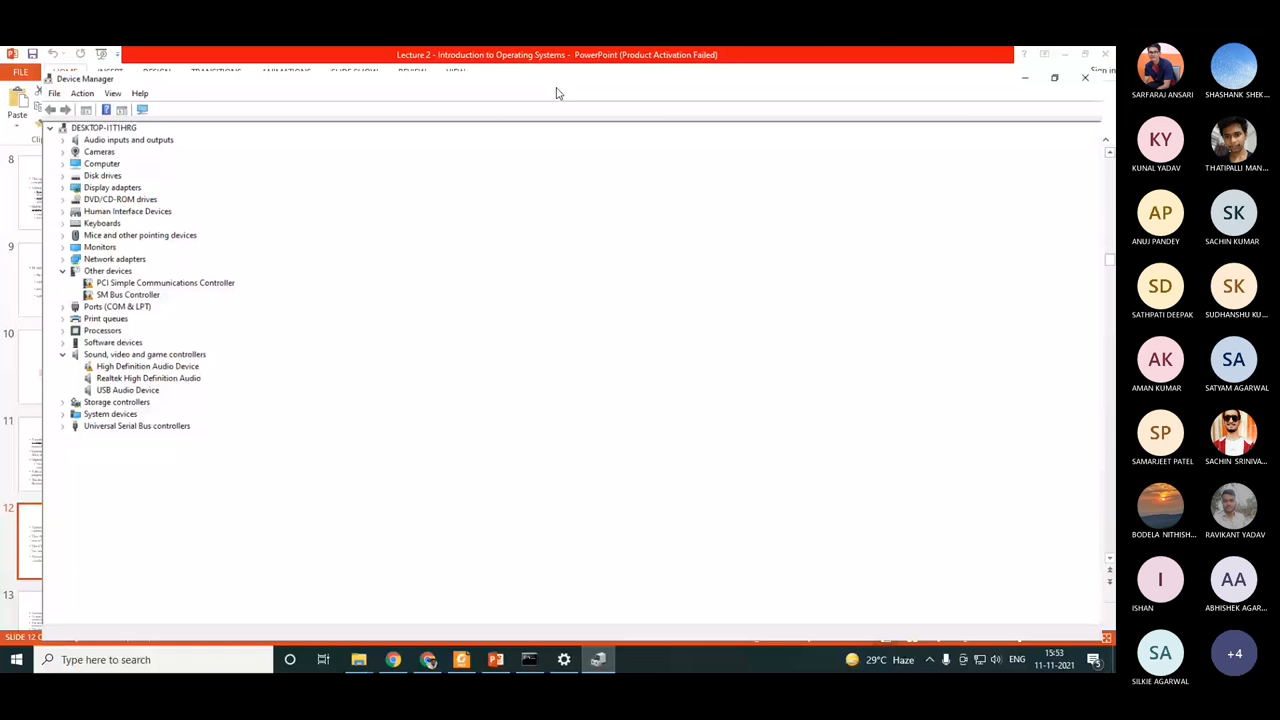 Lecture 2 - Introduction to Operating Systems - PowerPoint (Product Activation Failed)
FILE
Sign in
Paste
Device Manager
File Action View Help
DESKTOP-I1T1HRG
Audio inputs and outputs
Cameras
Computer
Disk drives
Display adapters
DVD/CD-ROM drives
Human Interface Devices
Keyboards
Mice and other pointing devices
Monitors
Network adapters
Other devices
PCI Simple Communications Controller
SM Bus Controller
Ports (COM & LPT)
Print queues
Processors
Software devices
Sound, video and game controllers
High Definition Audio Device
Realtek High Definition Audio
USB Audio Device
Storage controllers
System devices
Universal Serial Bus controllers
8
9
10
11
12
13
SLIDE 12
Type here to search
29°C Haze
ENG
15:53
11-11-2021
5
SARFARAJ ANSARI
SHASHANK SHEK...
KY
KUNAL YADAV
THATIPALLI MAN...
AP
ANUJ PANDEY
SK
SACHIN KUMAR
SD
SATHPATI DEEPAK
SK
SUDHANSHU KU...
AK
AMAN KUMAR
SA
SATYAM AGARWAL
SP
SAMARJEET PATEL
SACHIN SRINIVA...
BODELA NITHISH...
RAVIKANT YADAV
I
ISHAN
AA
ABHISHEK AGAR...
SA
SILKIE AGARWAL
+4